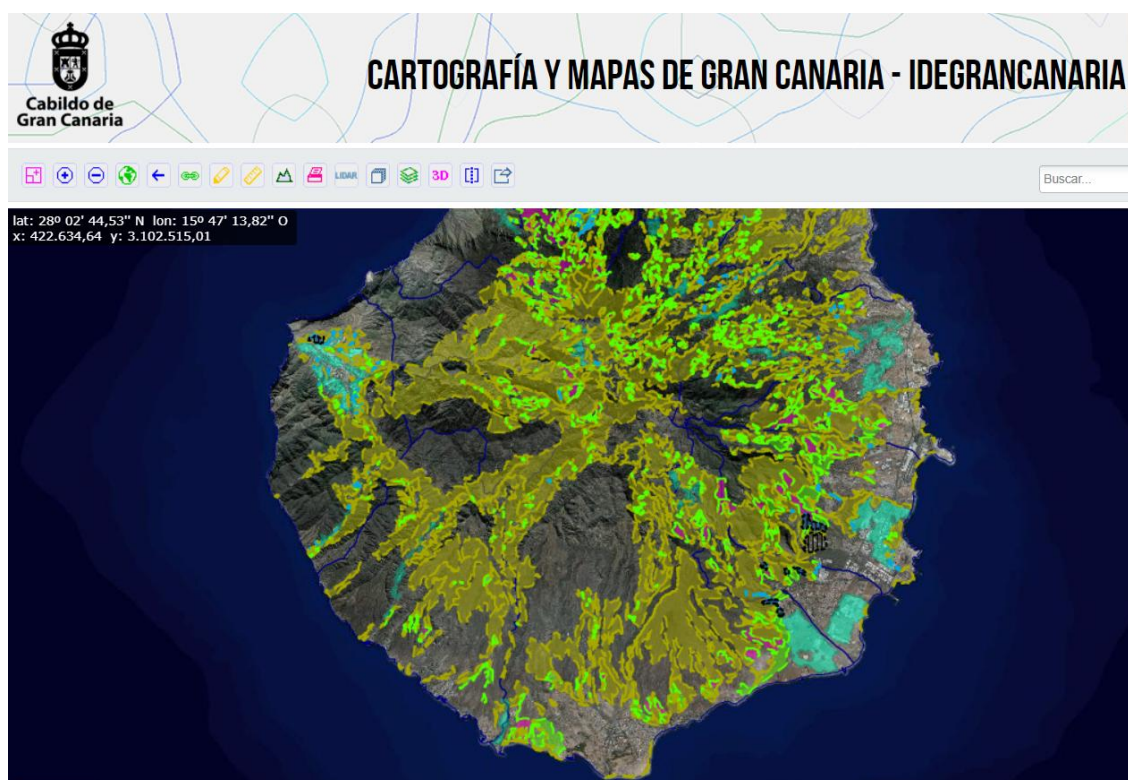 Cabildo de
Gran Canaria
CARTOGRAFÍA Y MAPAS DE GRAN CANARIA - IDEGRANCANARIA
LIDAR
3D
Buscar...
lat: 28º 02' 44,53'' N lon: 15º 47' 13,82'' O
x: 422.634,64 y: 3.102.515,01